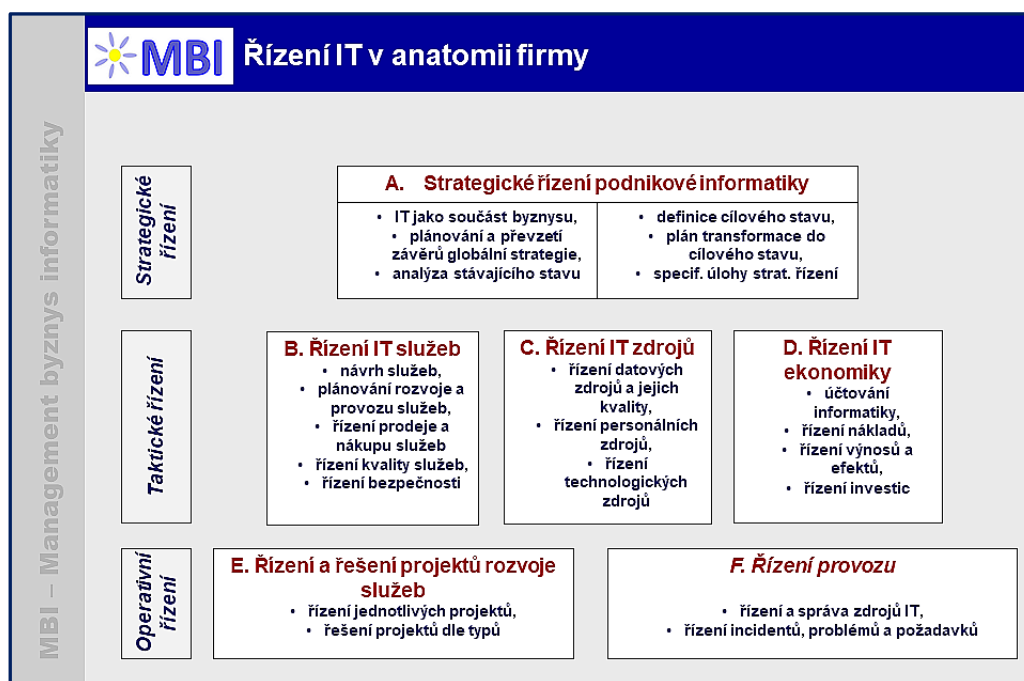 MBI Řízení IT v anatomii firmy
MBI – Management byznys informatiky
Strategické
řízení
A. Strategické řízení podnikové informatiky
• IT jako součást byznysu,
• plánování a převzetí
závěrů globální strategie,
• analýza stávajícího stavu
• definice cílového stavu,
• plán transformace do
cílového stavu,
• specif. úlohy strat. řízení
Taktické řízení
B. Řízení IT služeb
• návrh služeb,
• plánování rozvoje a
provozu služeb,
• řízení prodeje a
nákupu služeb
• řízení kvality služeb,
• řízení bezpečnosti
C. Řízení IT zdrojů
• řízení datových
zdrojů a jejich
kvality,
• řízení personálních
zdrojů,
• řízení
technologických
zdrojů
D. Řízení IT
ekonomiky
• účtování
informatiky,
• řízení nákladů,
• řízení výnosů a
efektů,
• řízení investic
Operativní
řízení
E. Řízení a řešení projektů rozvoje
služeb
• řízení jednotlivých projektů,
• řešení projektů dle typů
F. Řízení provozu
• řízení a správa zdrojů IT,
• řízení incidentů, problémů a požadavků